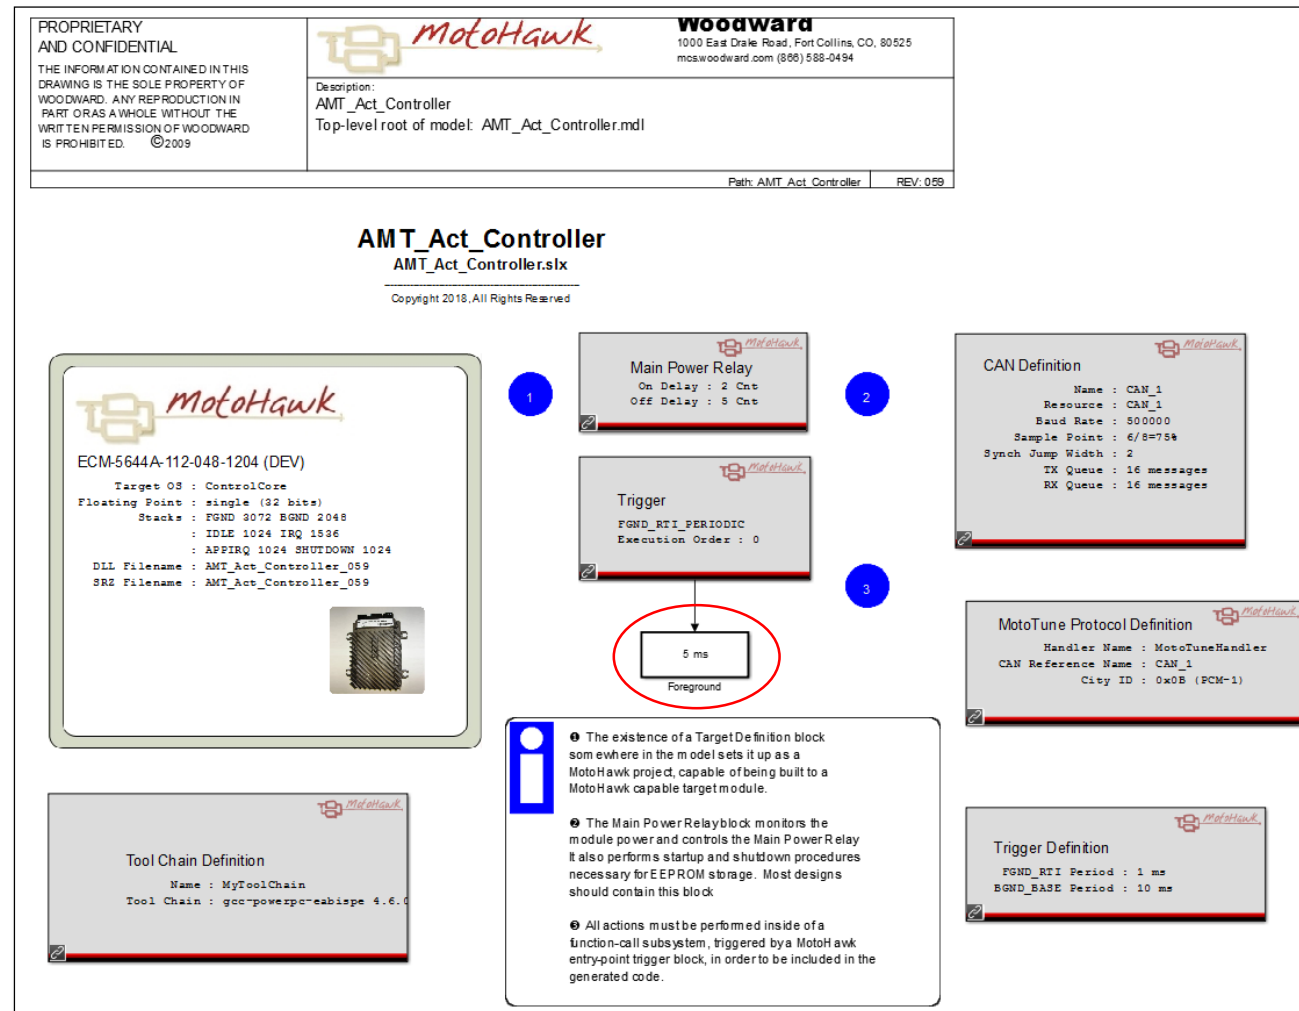 PROPRIETARY
AND CONFIDENTIAL
THE INFORMATION CONTAINED IN THIS
DRAWING IS THE SOLE PROPERTY OF
WOODWARD. ANY REPRODUCTION IN
PART OR AS A WHOLE WITHOUT THE
WRITTEN PERMISSION OF WOODWARD
IS PROHIBITED. ©2009
MotoHawk
Woodward
1000 East Drake Road, Fort Collins, CO, 80525
mcs.woodward.com (866) 588-0494
Description:
AMT_Act_Controller
Top-level root of model: AMT_Act_Controller.mdl
Path: AMT_Act_Controller
REV: 059
AMT_Act_Controller
AMT_Act_Controller.slx
Copyright 2018, All Rights Reserved
MotoHawk
ECM-5644A-112-048-1204 (DEV)
Target OS : ControlCore
Floating Point : single (32 bits)
Stacks : FGND 3072 BGND 2048
: IDLE 1024 IRQ 1536
: APPIRQ 1024 SHUTDOWN 1024
DLL Filename : AMT_Act_Controller_059
SRZ Filename : AMT_Act_Controller_059
1
MotoHawk
Main Power Relay
On Delay : 2 Cnt
Off Delay : 5 Cnt
2
MotoHawk
Trigger
FGND_RTI_PERIODIC
Execution Order : 0
3
5 ms
Foreground
MotoHawk
CAN Definition
Name : CAN_1
Resource : CAN_1
Baud Rate : 500000
Sample Point : 6/8=75%
Synch Jump Width : 2
TX Queue : 16 messages
RX Queue : 16 messages
MotoHawk
MotoTune Protocol Definition
Handler Name : MotoTuneHandler
CAN Reference Name : CAN_1
City ID : 0x0B (PCM-1)
MotoHawk
Tool Chain Definition
Name : MyToolChain
Tool Chain : gcc-powerpc-eabispe 4.6.0
❶ The existence of a Target Definition block
somewhere in the model sets it up as a
MotoHawk project, capable of being built to a
MotoHawk capable target module.
❷ The Main Power Relay block monitors the
module power and controls the Main Power Relay
It also performs startup and shutdown procedures
necessary for EEPROM storage. Most designs
should contain this block
❸ All actions must be performed inside of a
function-call subsystem, triggered by a MotoHawk
entry-point trigger block, in order to be included in the
generated code.
MotoHawk
Trigger Definition
FGND_RTI Period : 1 ms
BGND_BASE Period : 10 ms